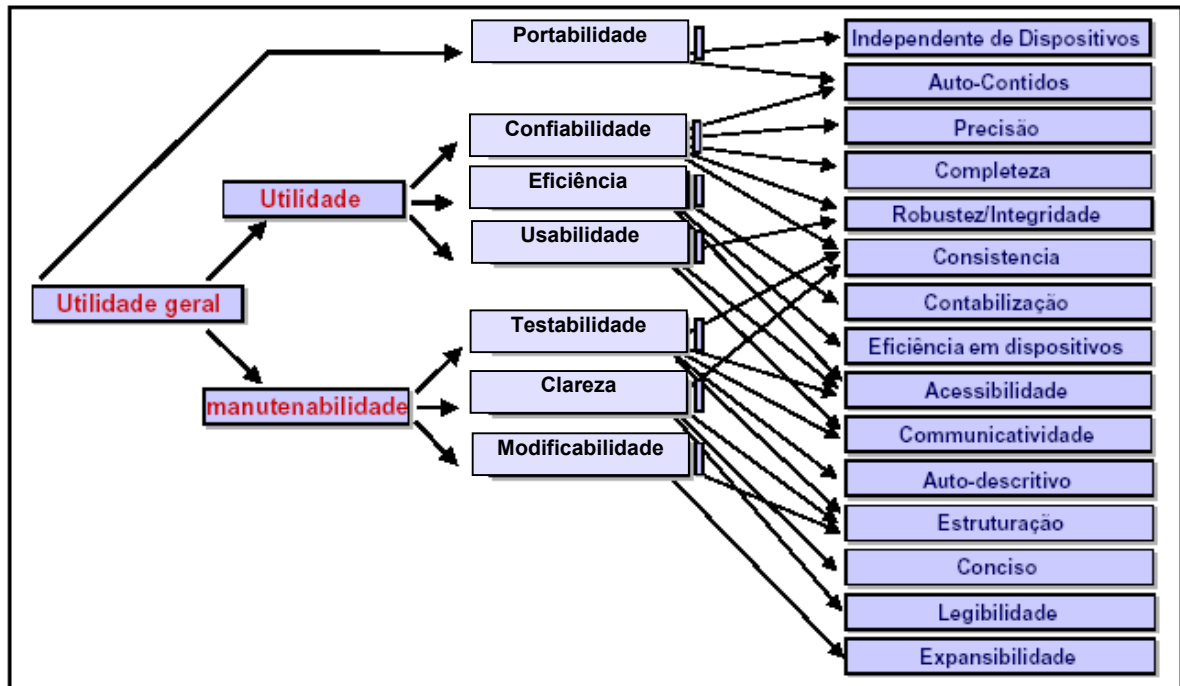 Utilidade geral
Utilidade
manutenabilidade
Portabilidade
Confiabilidade
Eficiência
Usabilidade
Testabilidade
Clareza
Modificabilidade
Independente de Dispositivos
Auto-Contidos
Precisão
Completeza
Robustez/Integridade
Consistencia
Contabilização
Eficiência em dispositivos
Acessibilidade
Communicatividade
Auto-descritivo
Estruturação
Conciso
Legibilidade
Expansibilidade